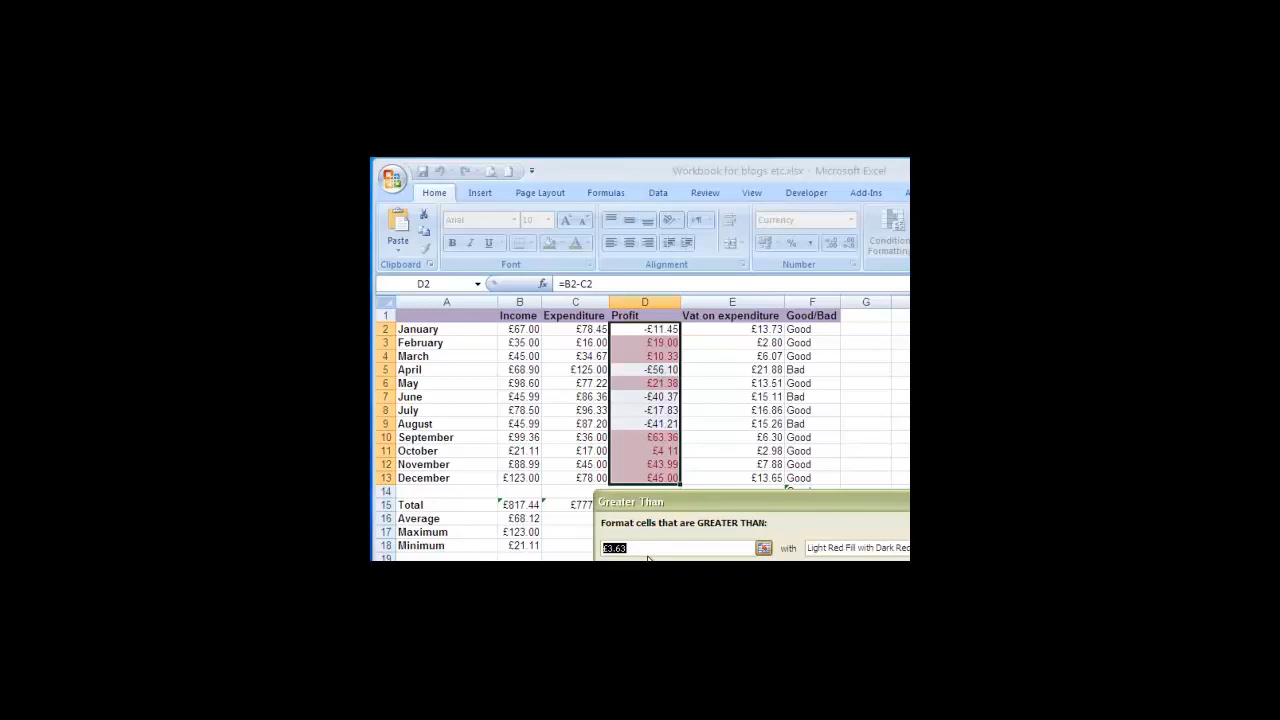 Workbook for blogs etc.xlsx - Microsoft Excel
Home Insert Page Layout Formulas Data Review View Developer Add-Ins A
Arial 10 A A Currency
Paste B I U A % Condition
Formatting
Clipboard Font Alignment Number
D2 fx =B2-C2
A B C D E F G
1 Income Expenditure Profit Vat on expenditure Good/Bad
2 January £67.00 £78.45 -£11.45 £13.73 Good
3 February £35.00 £16.00 £19.00 £2.80 Good
4 March £45.00 £34.67 £10.33 £6.07 Good
5 April £68.90 £125.00 -£56.10 £21.88 Bad
6 May £98.60 £77.22 £21.38 £13.51 Good
7 June £45.99 £86.36 -£40.37 £15.11 Bad
8 July £78.50 £96.33 -£17.83 £16.86 Good
9 August £45.99 £87.20 -£41.21 £15.26 Bad
10 September £99.36 £36.00 £63.36 £6.30 Good
11 October £21.11 £17.00 £4.11 £2.98 Good
12 November £88.99 £45.00 £43.99 £7.88 Good
13 December £123.00 £78.00 £45.00 £13.65 Good
14
15 Total £817.44 £777
16 Average £68.12
17 Maximum £123.00
18 Minimum £21.11
19
Greater Than
Format cells that are GREATER THAN:
£3.63 with Light Red Fill with Dark Red